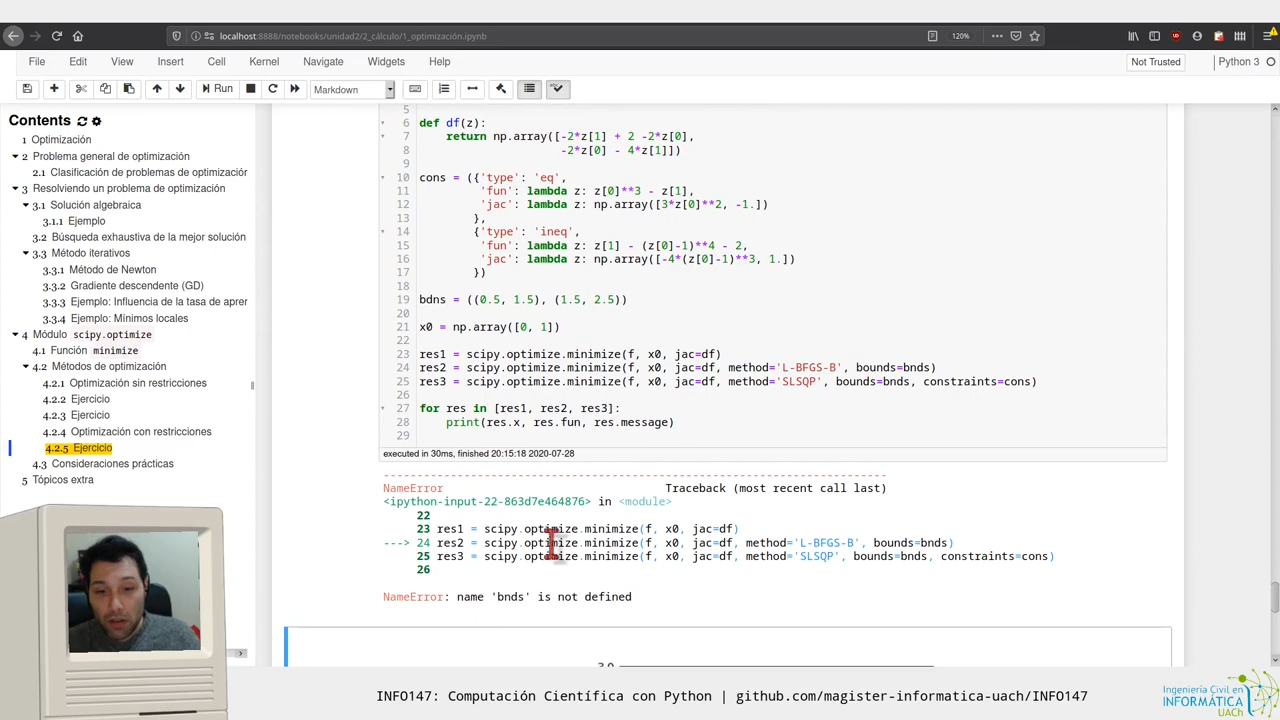 localhost:8888/notebooks/unidad2/2_cálculo/1_optimización.ipynb
120%
File Edit View Insert Cell Kernel Navigate Widgets Help
Not Trusted
Python 3
Run
Markdown
Contents
1 Optimización
2 Problema general de optimización
2.1 Clasificación de problemas de optimizaciór
3 Resolviendo un problema de optimización
3.1 Solución algebraica
3.1.1 Ejemplo
3.2 Búsqueda exhaustiva de la mejor solución
3.3 Método iterativos
3.3.1 Método de Newton
3.3.2 Gradiente descendente (GD)
3.3.3 Ejemplo: Influencia de la tasa de aprer
3.3.4 Ejemplo: Mínimos locales
4 Módulo scipy.optimize
4.1 Función minimize
4.2 Métodos de optimización
4.2.1 Optimización sin restricciones
4.2.2 Ejercicio
4.2.3 Ejercicio
4.2.4 Optimización con restricciones
4.2.5 Ejercicio
4.3 Consideraciones prácticas
5 Tópicos extra
5
6 def df(z):
7 return np.array([-2*z[1] + 2 -2*z[0],
8 -2*z[0] - 4*z[1]])
9
10 cons = ({'type': 'eq',
11 'fun': lambda z: z[0]**3 - z[1],
12 'jac': lambda z: np.array([3*z[0]**2, -1.])
13 },
14 {'type': 'ineq',
15 'fun': lambda z: z[1] - (z[0]-1)**4 - 2,
16 'jac': lambda z: np.array([-4*(z[0]-1)**3, 1.])
17 })
18
19 bdns = ((0.5, 1.5), (1.5, 2.5))
20
21 x0 = np.array([0, 1])
22
23 res1 = scipy.optimize.minimize(f, x0, jac=df)
24 res2 = scipy.optimize.minimize(f, x0, jac=df, method='L-BFGS-B', bounds=bnds)
25 res3 = scipy.optimize.minimize(f, x0, jac=df, method='SLSQP', bounds=bnds, constraints=cons)
26
27 for res in [res1, res2, res3]:
28 print(res.x, res.fun, res.message)
29
executed in 30ms, finished 20:15:18 2020-07-28
---------------------------------------------------------------------------
NameError Traceback (most recent call last)
<ipython-input-22-863d7e464876> in <module>
22
23 res1 = scipy.optimize.minimize(f, x0, jac=df)
---> 24 res2 = scipy.optimize.minimize(f, x0, jac=df, method='L-BFGS-B', bounds=bnds)
25 res3 = scipy.optimize.minimize(f, x0, jac=df, method='SLSQP', bounds=bnds, constraints=cons)
26
NameError: name 'bnds' is not defined
3.0
INFO147: Computación Científica con Python | github.com/magister-informatica-uach/INFO147
Ingeniería Civil en
INFORMÁTICA
UACh